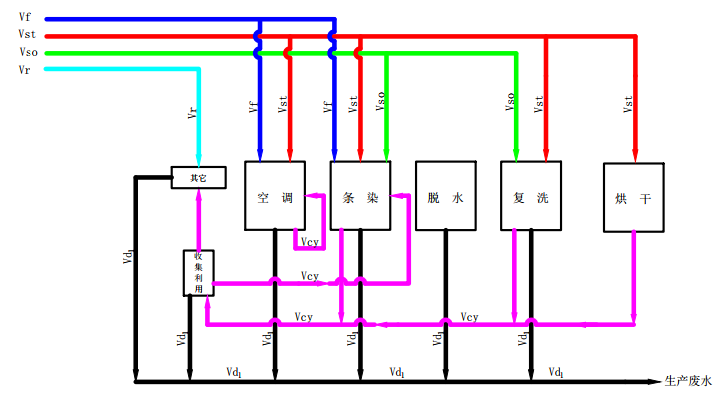 Vf
Vst
Vso
Vr
Vr
Vf
Vst
Vf
Vst
Vso
Vso
Vst
Vst
其它
空 调
条 染
脱 水
复 洗
烘 干
Vd1
Vcy
收集利用
Vcy
Vcy
Vcy
Vd1
Vd1
Vd1
Vd1
Vd1
Vd1
Vd1
Vd1
生产废水